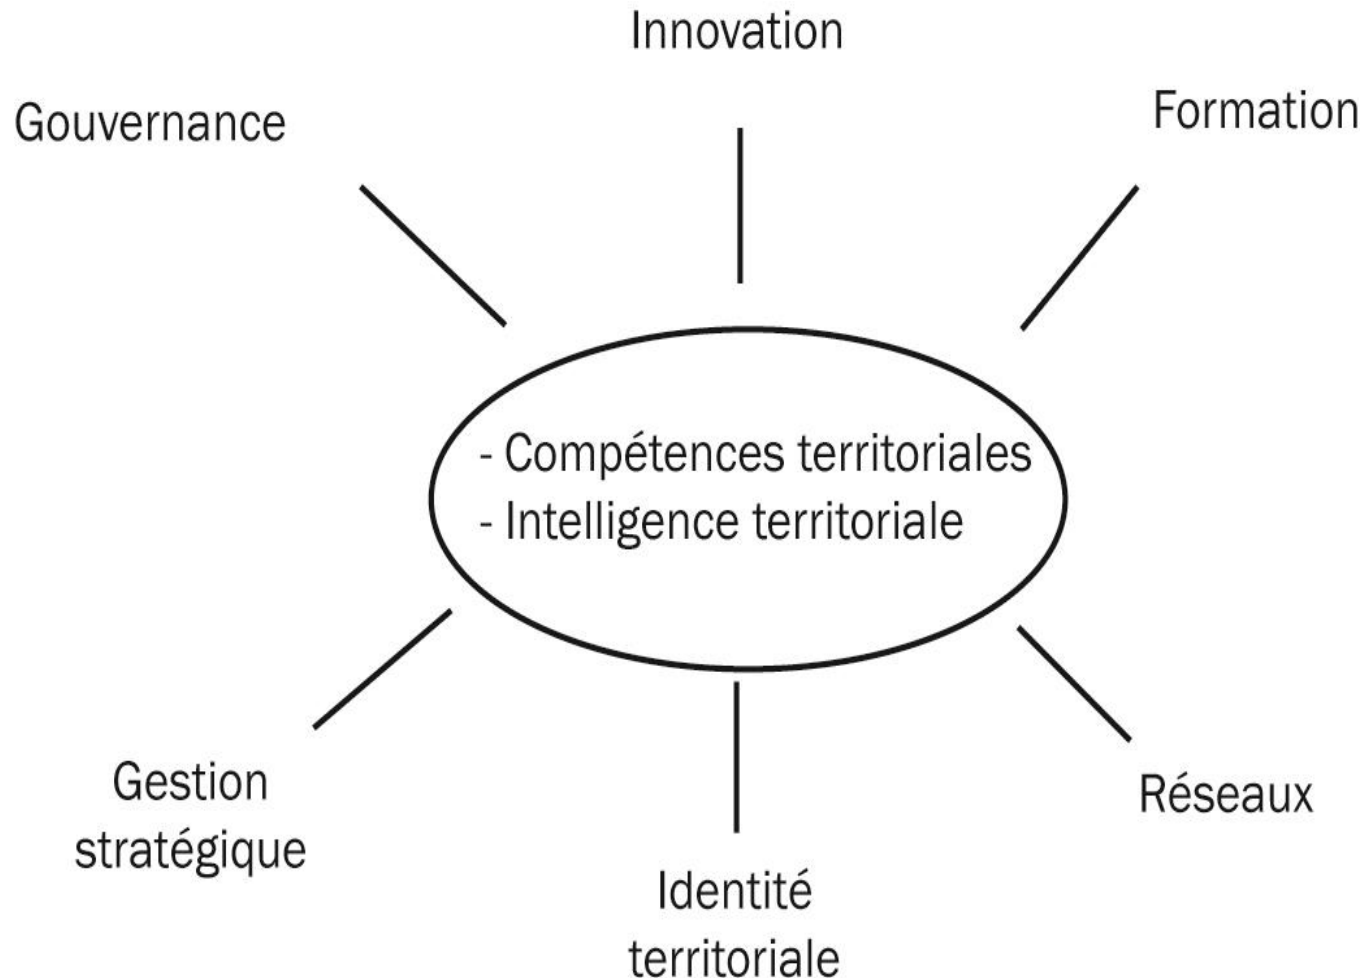 Innovation
Gouvernance
Formation
- Compétences territoriales
- Intelligence territoriale
Gestion
stratégique
Réseaux
Identité
territoriale